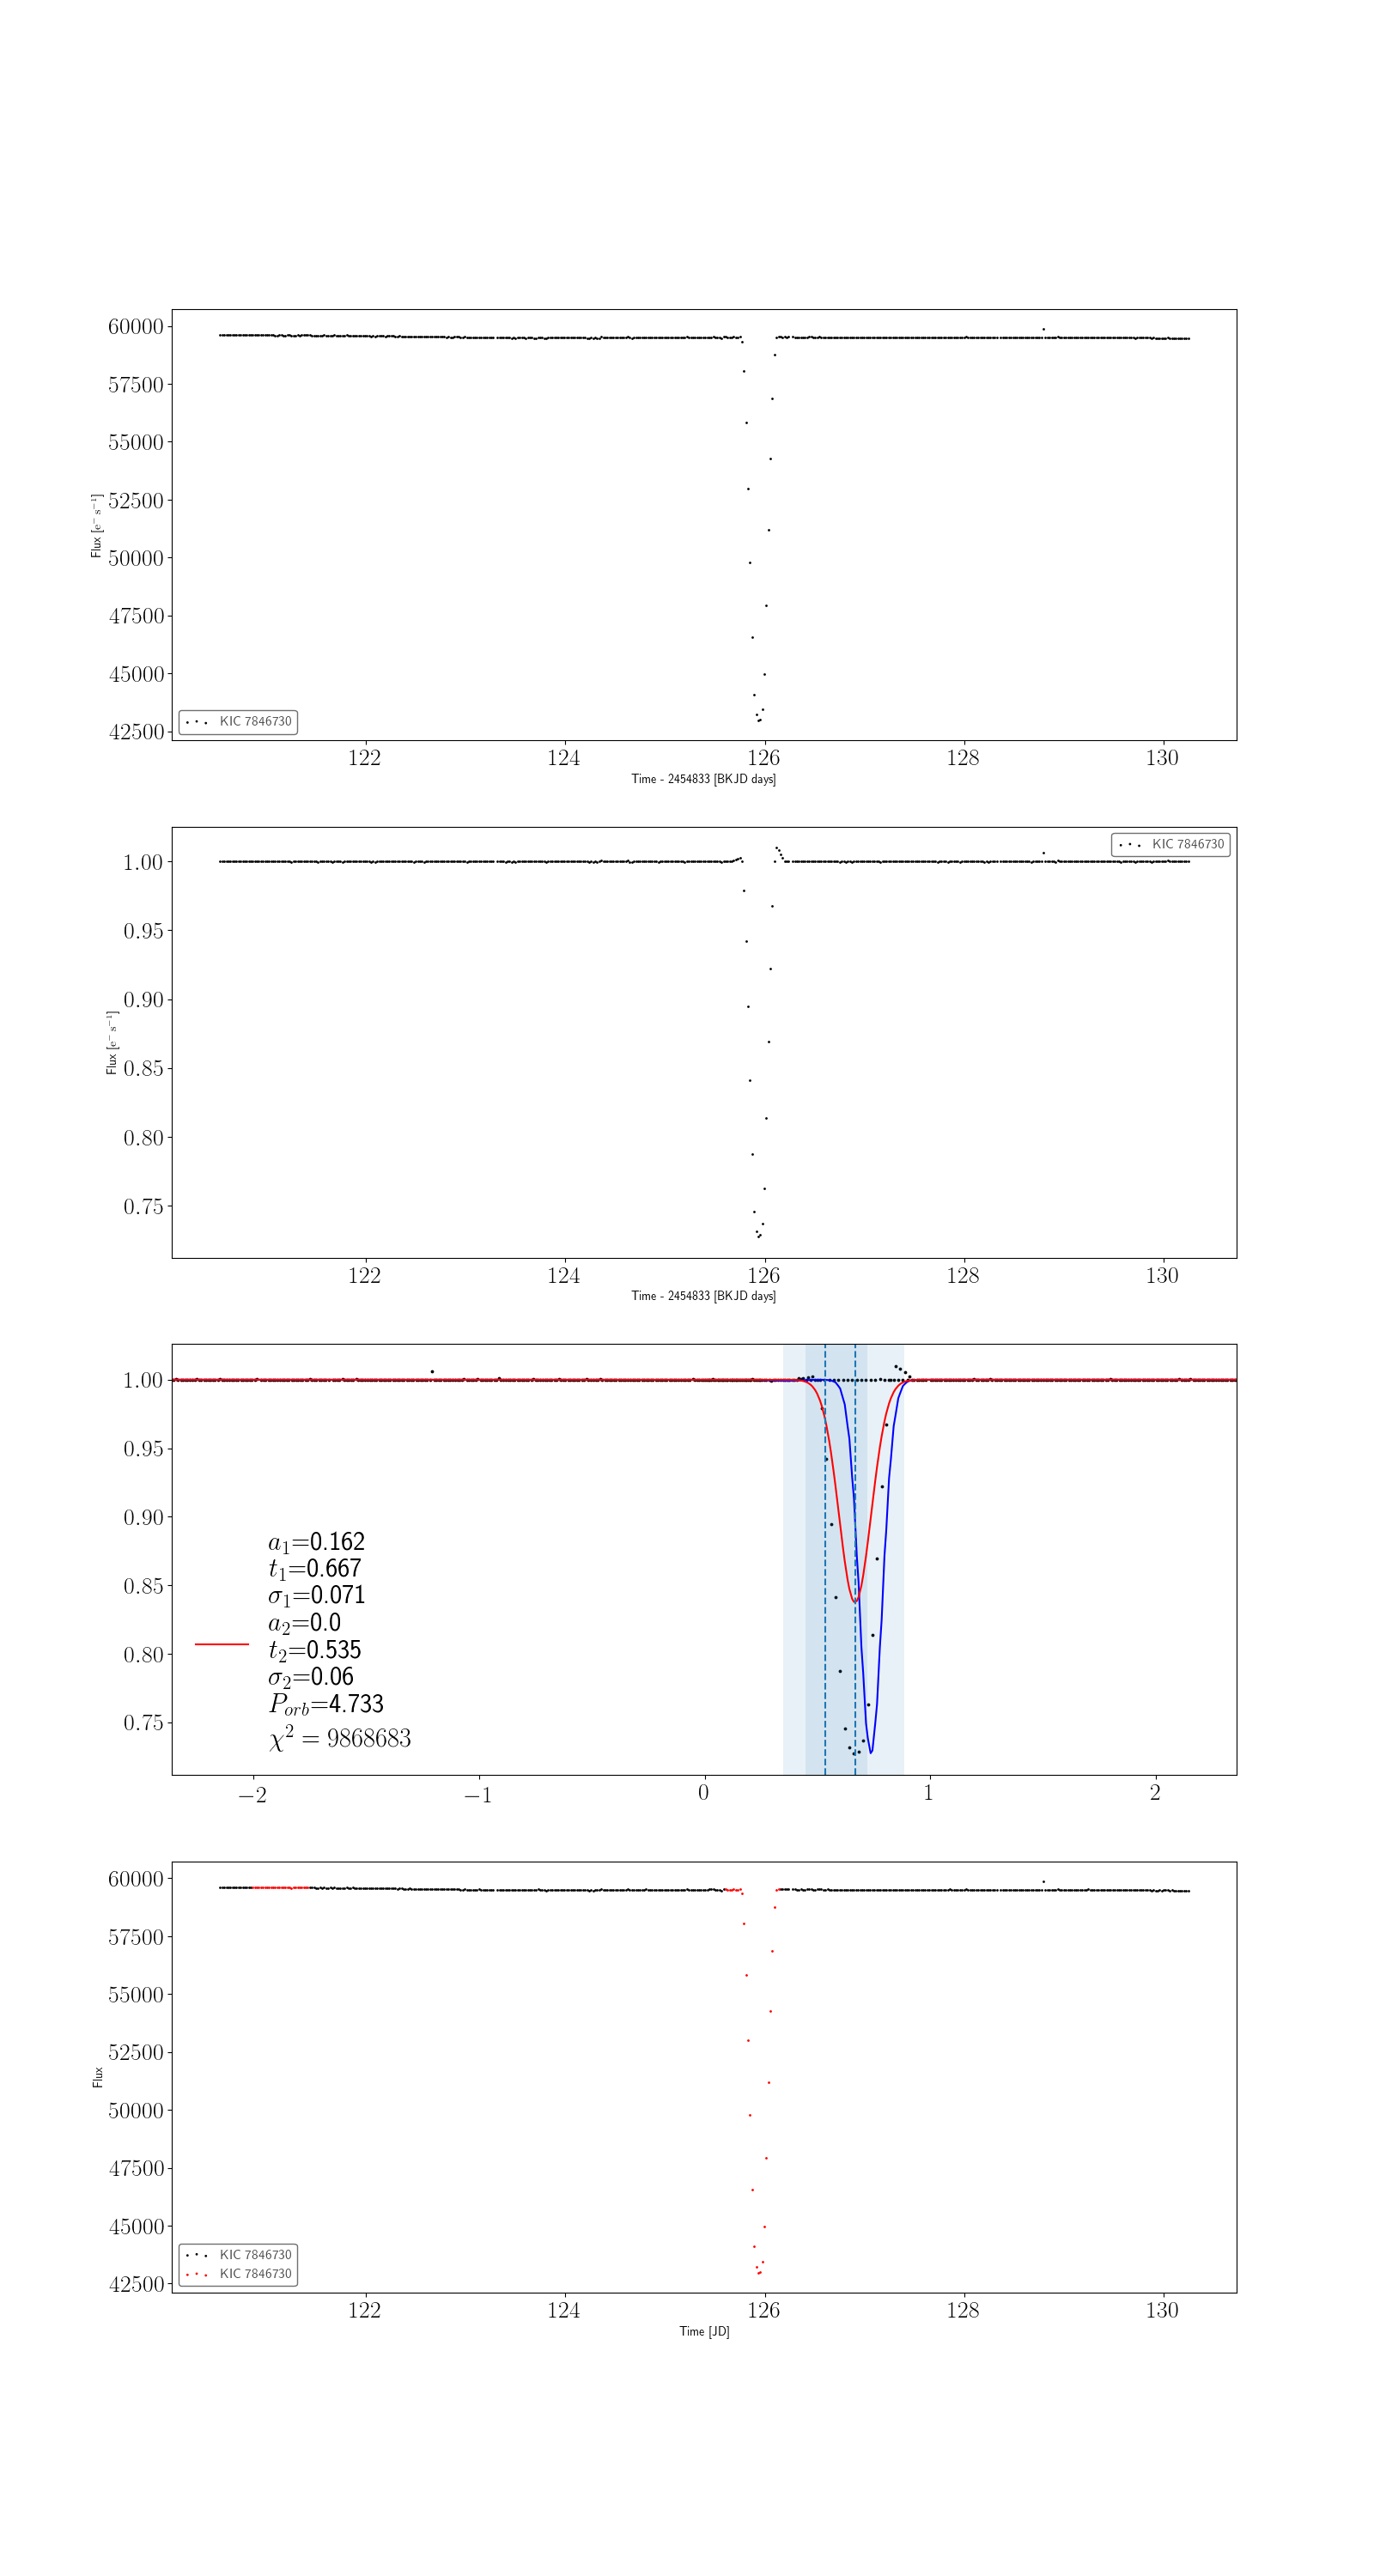 60000
57500
55000
52500
50000
47500
45000
42500
Flux [e⁻ s⁻¹]
KIC 7846730
122 124 126 128 130
Time - 2454833 [BKJD days]
KIC 7846730
1.00
0.95
0.90
0.85
0.80
0.75
Flux [e⁻ s⁻¹]
122 124 126 128 130
Time - 2454833 [BKJD days]
1.00
0.95
0.90
0.85
0.80
0.75
a₁=0.162
t₁=0.667
σ₁=0.071
a₂=0.0
t₂=0.535
σ₂=0.06
P_orb=4.733
χ² = 9868683
−2 −1 0 1 2
60000
57500
55000
52500
50000
47500
45000
42500
Flux
KIC 7846730
KIC 7846730
122 124 126 128 130
Time [JD]